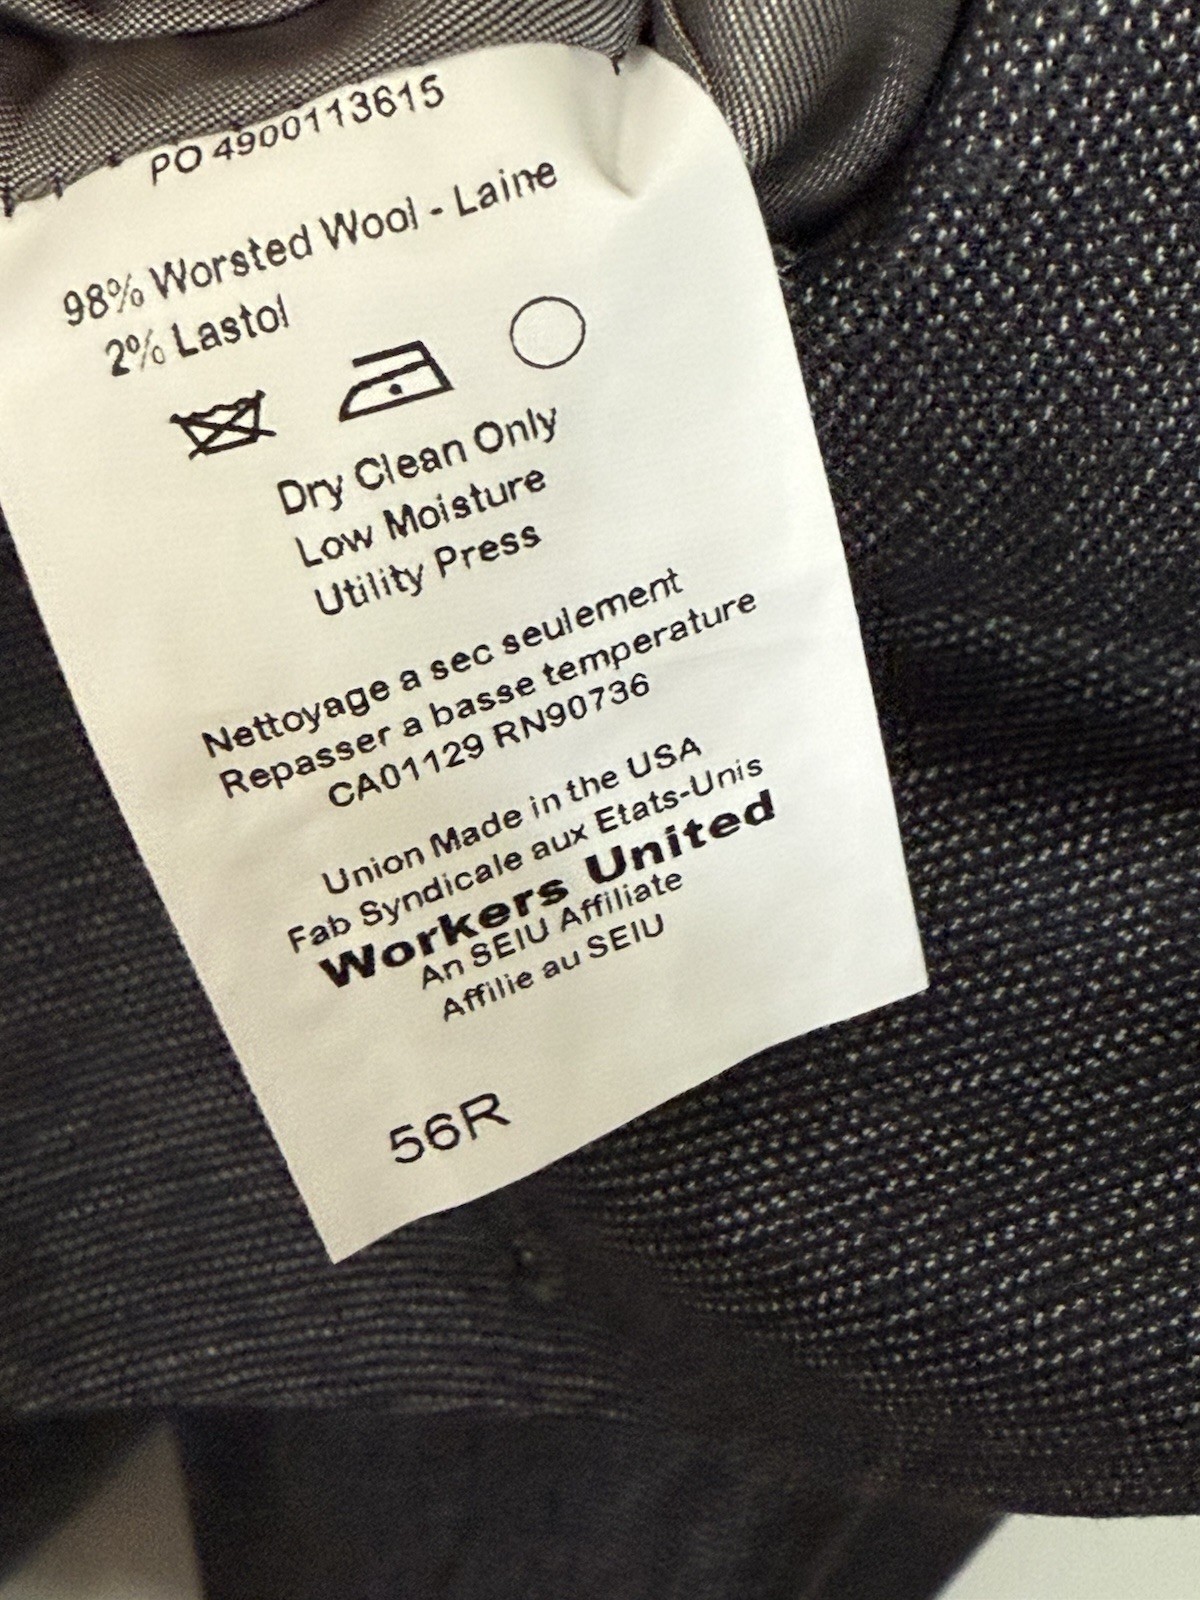 PO 4900113615
98% Worsted Wool - Laine
2% Lastol
Dry Clean Only
Low Moisture
Utility Press
Nettoyage a sec seulement
Repasser a basse temperature
CA01129 RN90736
Union Made in the USA
Fab Syndicale aux Etats-Unis
Workers United
An SEIU Affiliate
Affilie au SEIU
56R